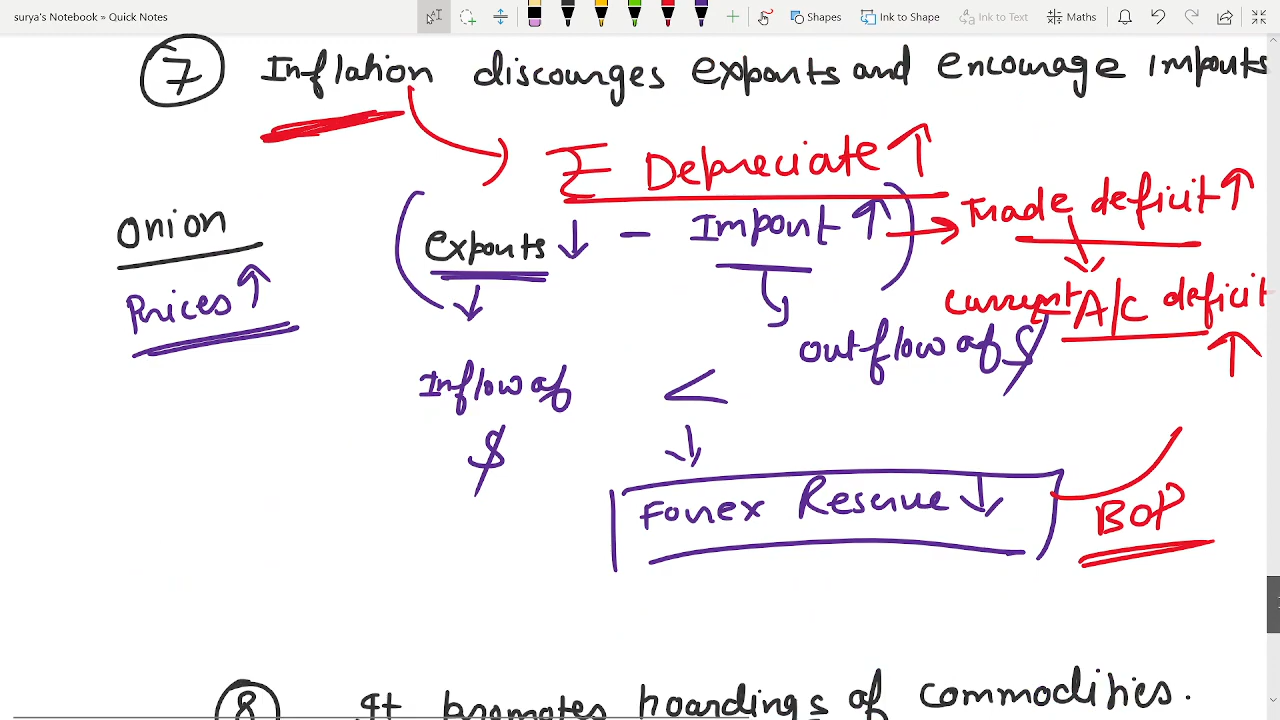 surya's Notebook » Quick Notes
Shapes Ink to Shape Ink to Text Maths
7 Inflation discourges exports and encourage imports
₹ Depreciate ↑
Onion
Prices ↑
(Exports ↓ - Import ↑) → Trade deficit ↑
Current A/C deficit ↑
Inflow of $ < Outflow of $
Forex Reserve ↓
BOP
8 It promotes hoardings of commodities.